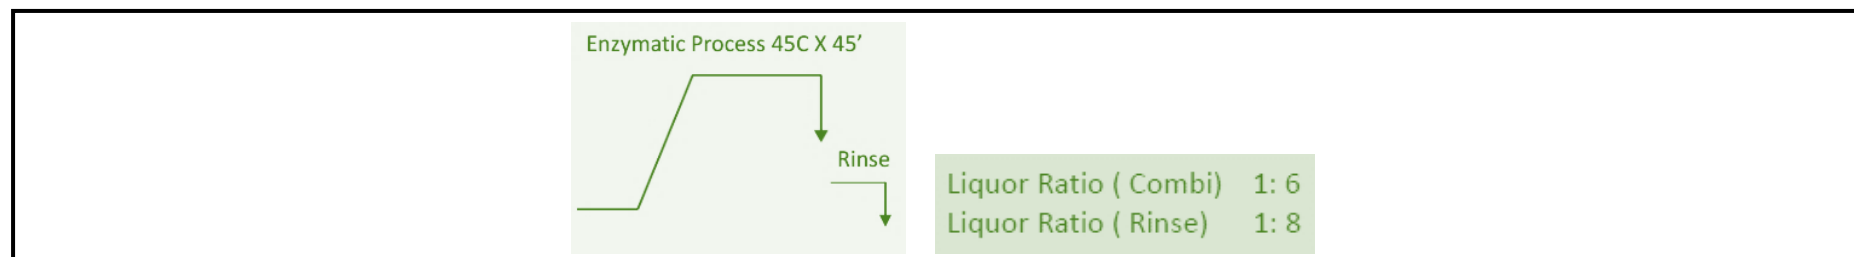 Enzymatic Process 45C X 45’
Rinse
Liquor Ratio ( Combi) 1: 6
Liquor Ratio ( Rinse) 1: 8